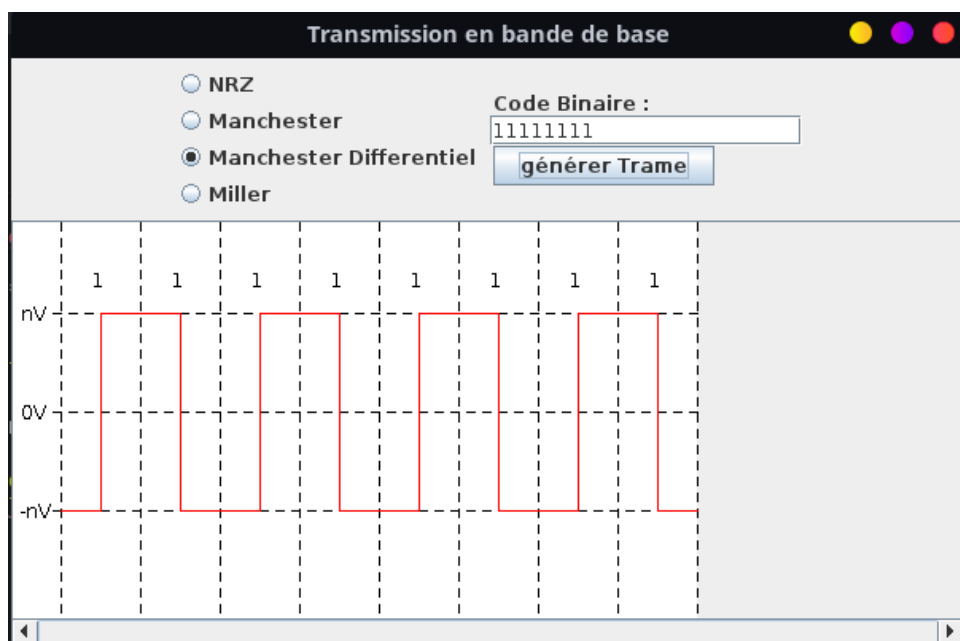 Transmission en bande de base
NRZ
Manchester
Manchester Differentiel
Miller
Code Binaire :
11111111
générer Trame
1 1 1 1 1 1 1 1
nV
0V
-nV